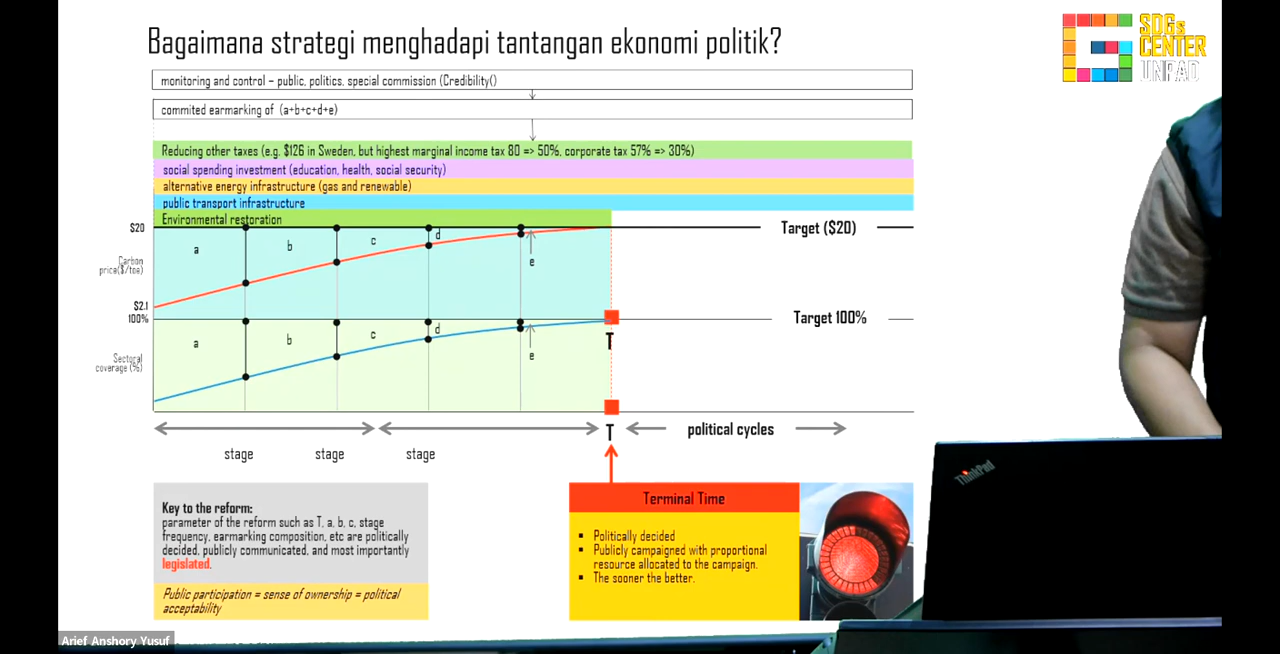 Bagaimana strategi menghadapi tantangan ekonomi politik?
SDGs
CENTER
UNPAD
monitoring and control – public, politics. special commission (Credibility()
commited earmarking of (a+b+c+d+e)
Reducing other taxes (e.g. $126 in Sweden, but highest marginal income tax 80 => 50%, corporate tax 57% => 30%)
social spending investment (education, health, social security)
alternative energy infrastructure (gas and renewable)
public transport infrastructure
Environmental restoration
$20
Target ($20)
a
b
c
d
e
Carbon
price($/toe)
$2.1
100%
Target 100%
T
a
b
c
d
e
Sectoral
coverage (%)
T
political cycles
stage
stage
stage
Key to the reform:
parameter of the reform such as T, a, b, c, stage
frequency, earmarking composition, etc are politically
decided, publicly communicated, and most importantly
legislated.
Public participation = sense of ownership = political
acceptability
Terminal Time
▪ Politically decided
▪ Publicly campaigned with proportional
resource allocated to the campaign.
▪ The sooner the better.
ThinkPad
Arief Anshory Yusuf